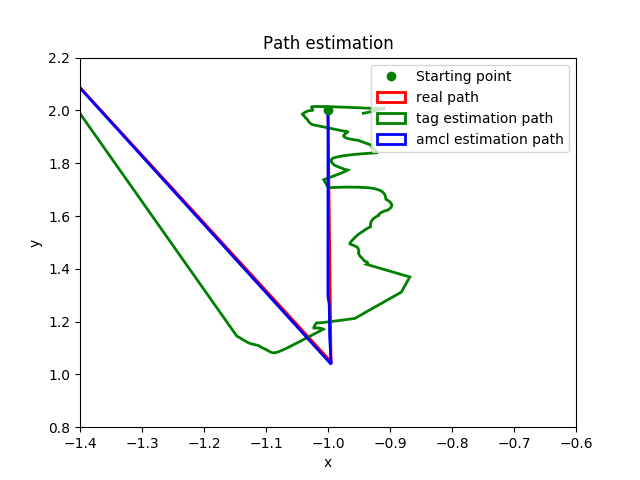 Path estimation
Starting point
real path
tag estimation path
amcl estimation path
y
2.2
2.0
1.8
1.6
1.4
1.2
1.0
0.8
−1.4 −1.3 −1.2 −1.1 −1.0 −0.9 −0.8 −0.7 −0.6
x